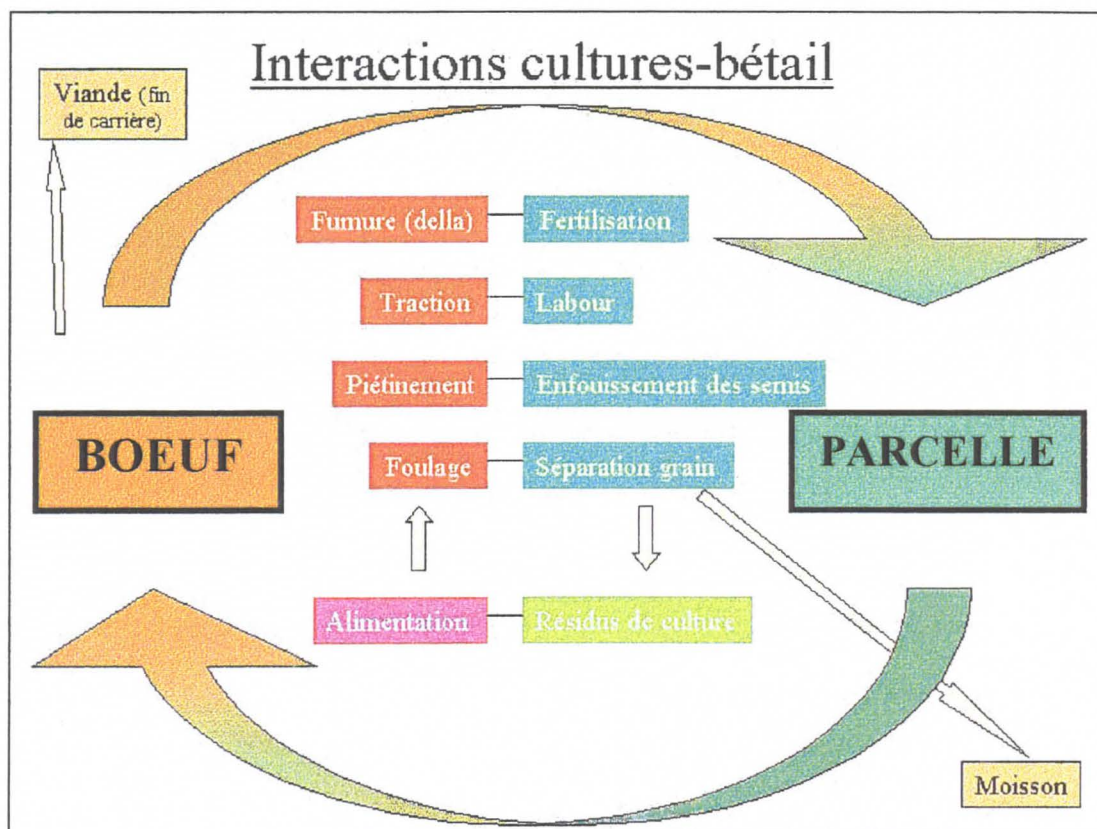 Interactions cultures-bétail
Viande (fin
de carrière)
Fumure (della)
Fertilisation
Traction
Labour
Piétinement
Enfouissement des semis
BOEUF
Foulage
Séparation grain
PARCELLE
Alimentation
Résidus de culture
Moisson